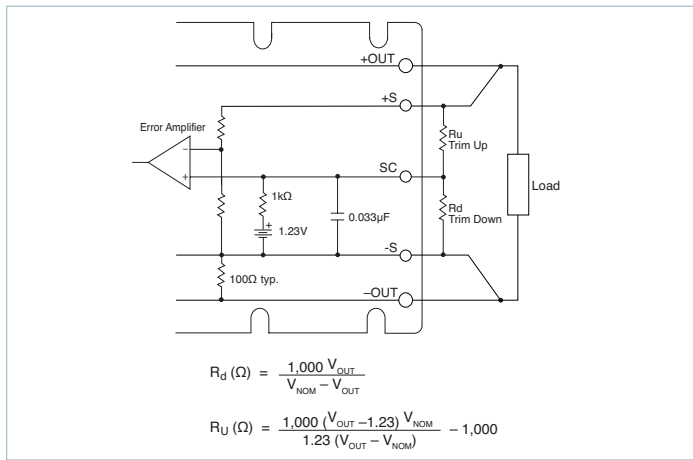 +OUT
+S
Error Amplifier
Ru
Trim Up
–
+
SC
1kΩ
0.033µF
Rd
Trim Down
Load
+
1.23V
-S
100Ω typ.
–OUT
Rd (Ω) = 1,000 VOUT / VNOM – VOUT
RU (Ω) = 1,000 (VOUT –1.23) VNOM / 1.23 (VOUT – VNOM) – 1,000